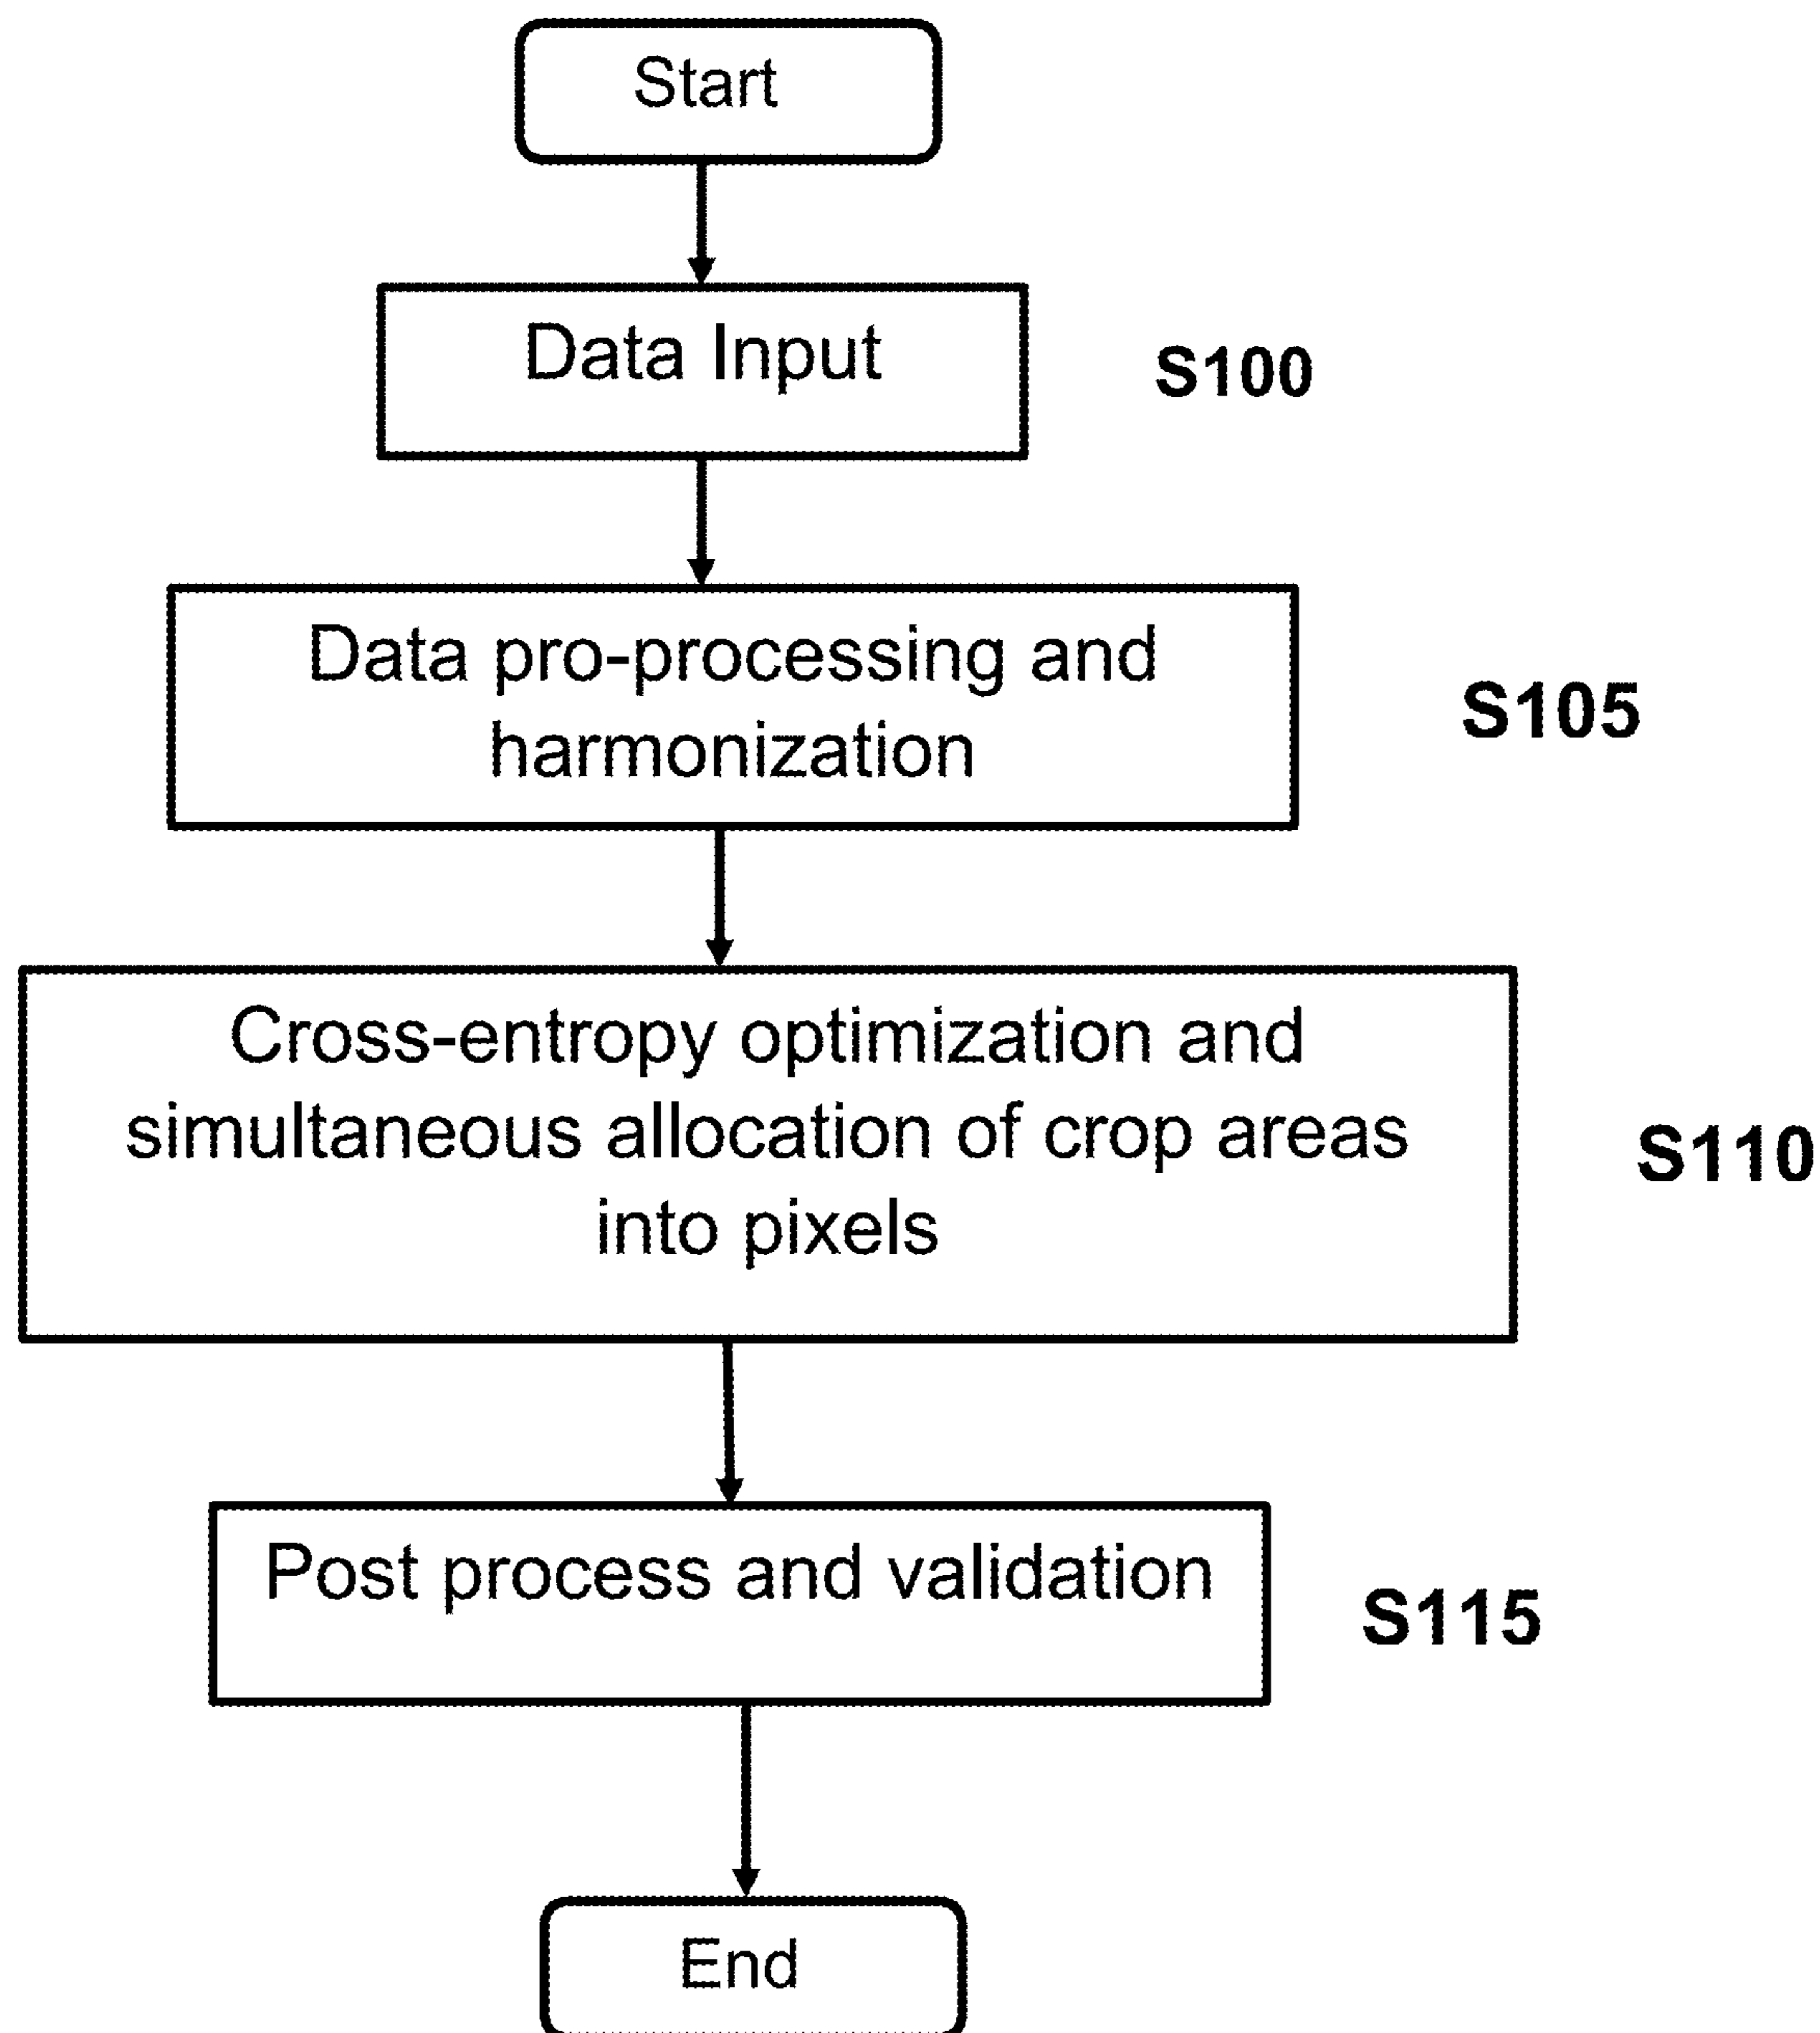 Start
Data Input
S100
Data pro-processing and
harmonization
S105
Cross-entropy optimization and
simultaneous allocation of crop areas
into pixels
S110
Post process and validation
S115
End